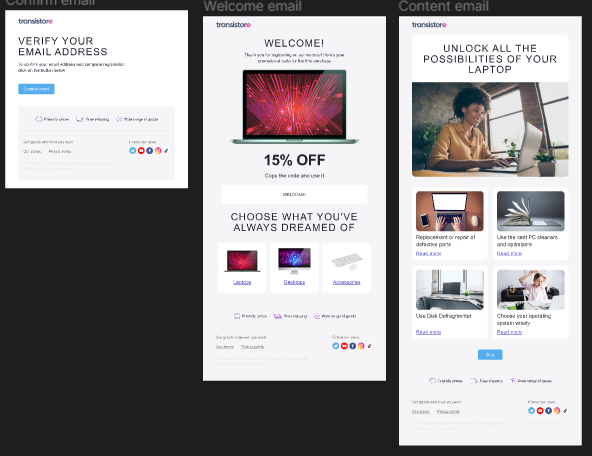 Confirm email
transistore
VERIFY YOUR
EMAIL ADDRESS
To confirm your email address and complete registration
click on the button below
Confirm email
Friendly prices
Free shipping
Wide range of goods
Get goods wherever you want
Follow our store
Our stores
Privacy policy
Welcome email
transistore
WELCOME!
Thank you for registering on our website! Here's your
promotional code for the first purchase.
15% OFF
Copy the code and use it
WELCOME
CHOOSE WHAT YOU'VE
ALWAYS DREAMED OF
Laptops
Desktops
Accessories
Friendly prices
Free shipping
Wide range of goods
Get goods wherever you need
Follow our store
Our stores
Privacy policy
Content email
transistore
UNLOCK ALL THE
POSSIBILITIES OF YOUR
LAPTOP
Replacement or repair of
defective parts
Read more
Use the best PC cleaners
and optimizers
Read more
Use Disk Defragmenter
Read more
Choose your operating
system wisely
Read more
Buy
Friendly prices
Free shipping
Wide range of goods
Get goods wherever you want
Follow our store
Our stores
Privacy policy